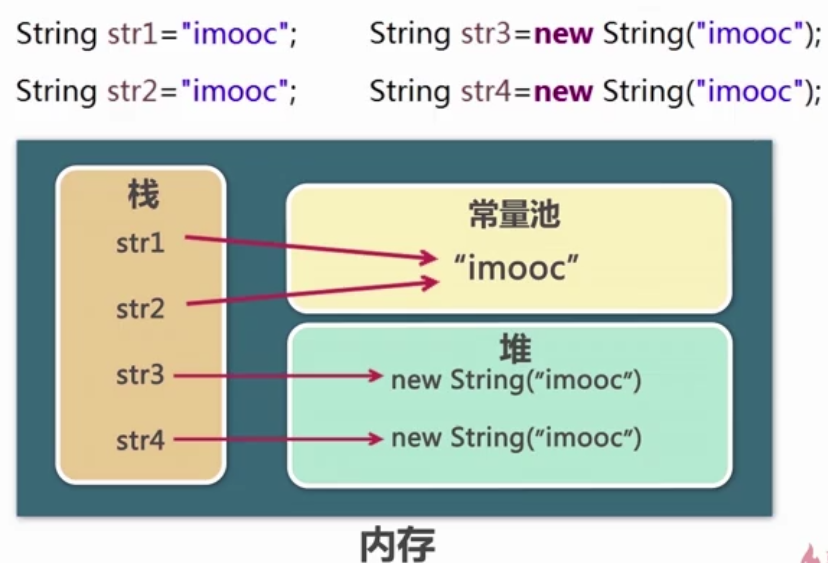 String str1="imooc"; String str3=new String("imooc");
String str2="imooc"; String str4=new String("imooc");
栈
str1
str2
str3
str4
常量池
“imooc”
堆
new String(”imooc”)
new String(”imooc”)
内存